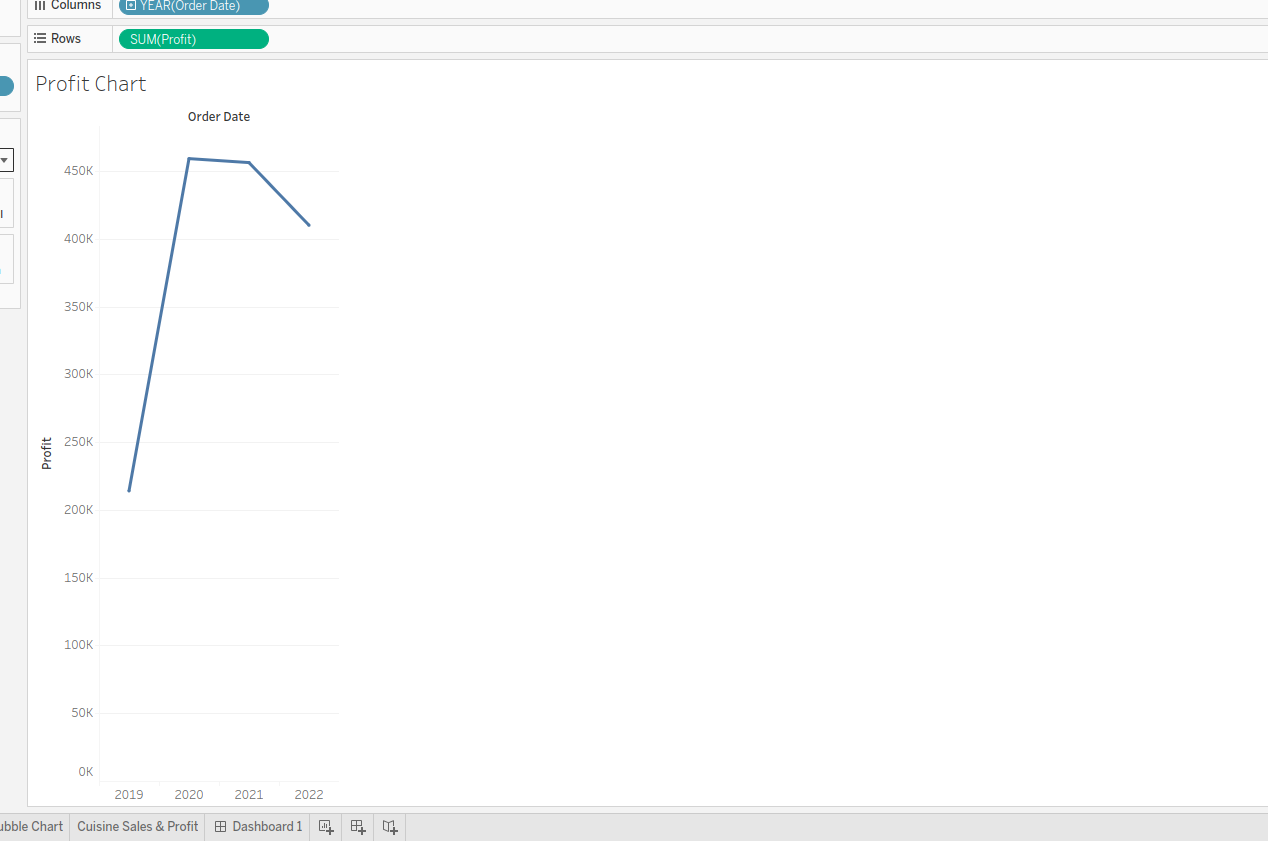 Columns YEAR(Order Date)
Rows SUM(Profit)
Profit Chart
Order Date
450K
400K
350K
300K
250K
200K
150K
100K
50K
0K
Profit
2019 2020 2021 2022
ubble Chart Cuisine Sales & Profit Dashboard 1